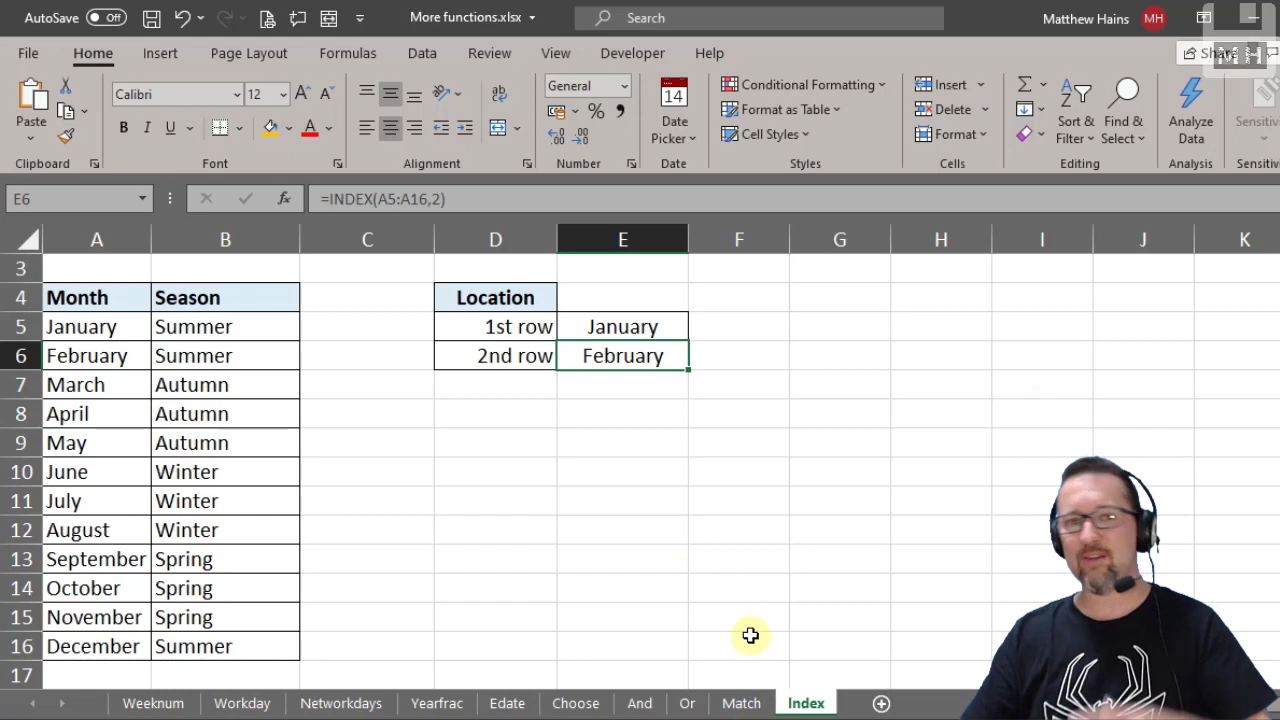 AutoSave Off More functions.xlsx Search Matthew Hains MH
File Home Insert Page Layout Formulas Data Review View Developer Help Share
Paste
Clipboard
Calibri 12
B I U
Font
Alignment
General
Number
14
Date Picker
Date
Conditional Formatting
Format as Table
Cell Styles
Styles
Insert
Delete
Format
Cells
Sort & Filter
Find & Select
Editing
Analyze Data
Analysis
Sensitiv
Sensitiv
E6 fx =INDEX(A5:A16,2)
A B C D E F G H I J K
3
4 Month Season Location
5 January Summer 1st row January
6 February Summer 2nd row February
7 March Autumn
8 April Autumn
9 May Autumn
10 June Winter
11 July Winter
12 August Winter
13 September Spring
14 October Spring
15 November Spring
16 December Summer
17
Weeknum Workday Networkdays Yearfrac Edate Choose And Or Match Index